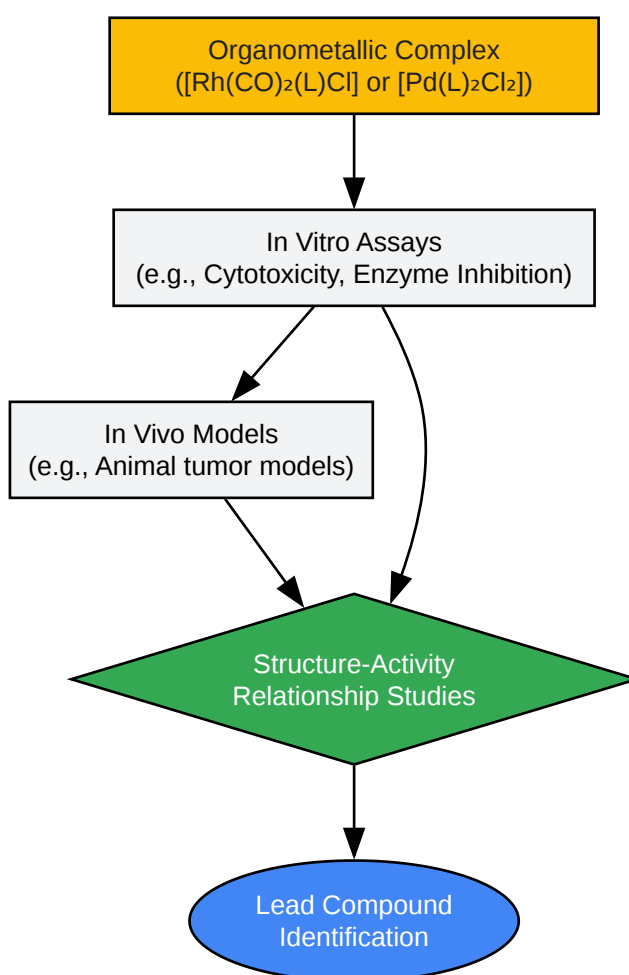 Organometallic Complex
([Rh(CO)₂(L)Cl] or [Pd(L)₂Cl₂])
In Vitro Assays
(e.g., Cytotoxicity, Enzyme Inhibition)
In Vivo Models
(e.g., Animal tumor models)
Structure-Activity
Relationship Studies
Lead Compound
Identification